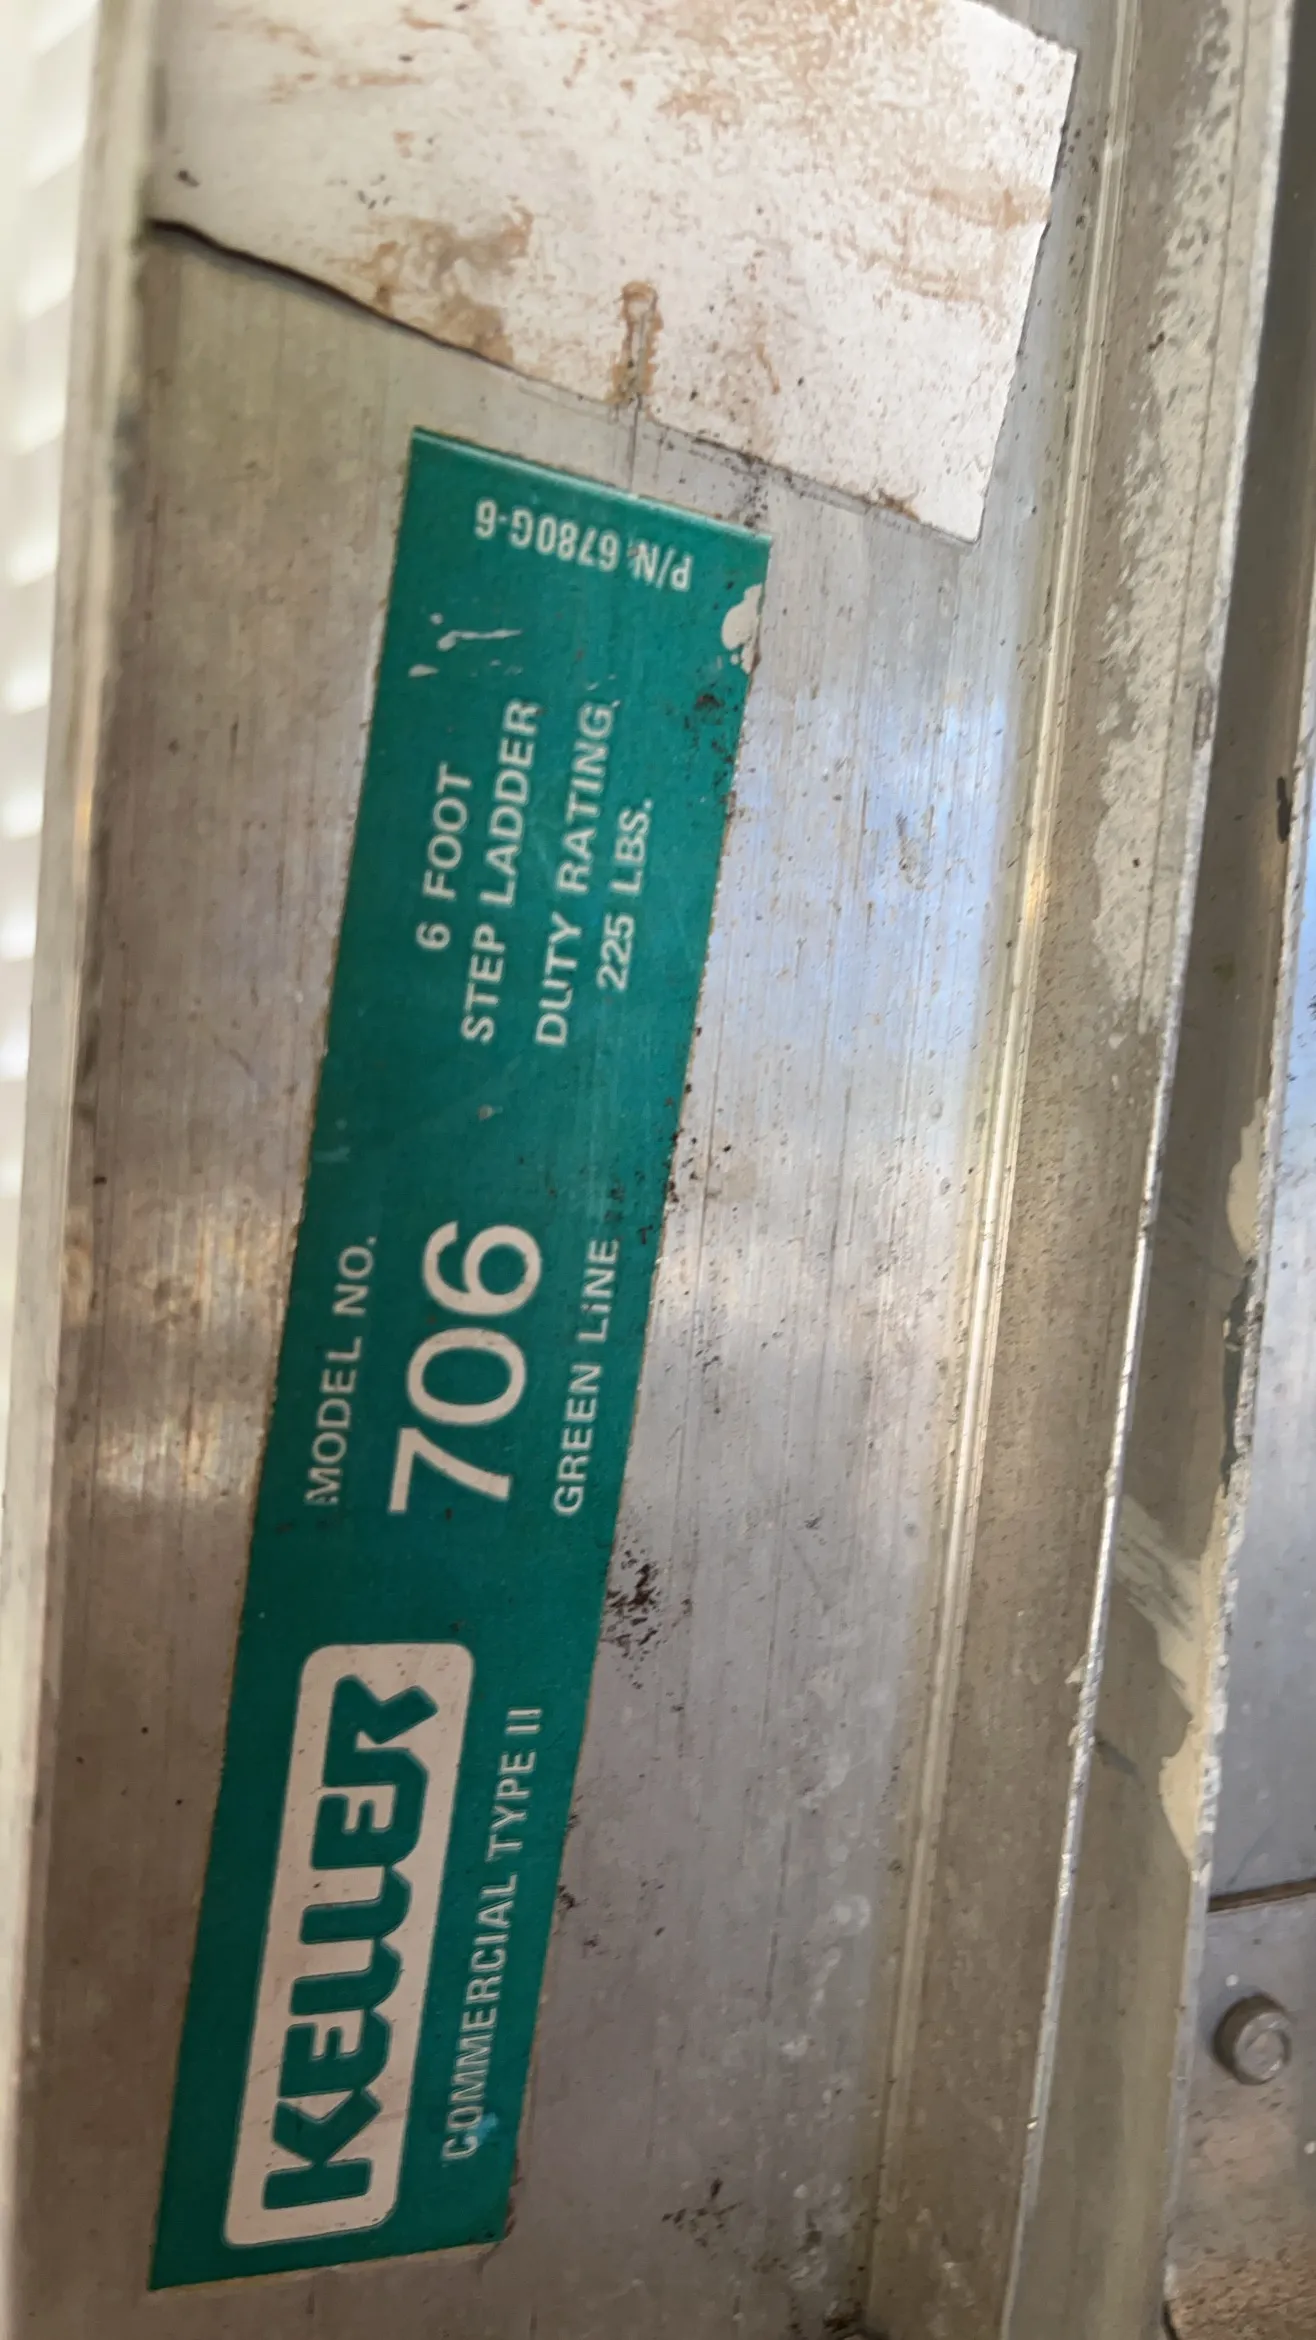 KELLER
COMMERCIAL TYPE II
MODEL NO.
706
GREEN LINE
6 FOOT
STEP LADDER
DUTY RATING
225 LBS.
P/N 6780G-6